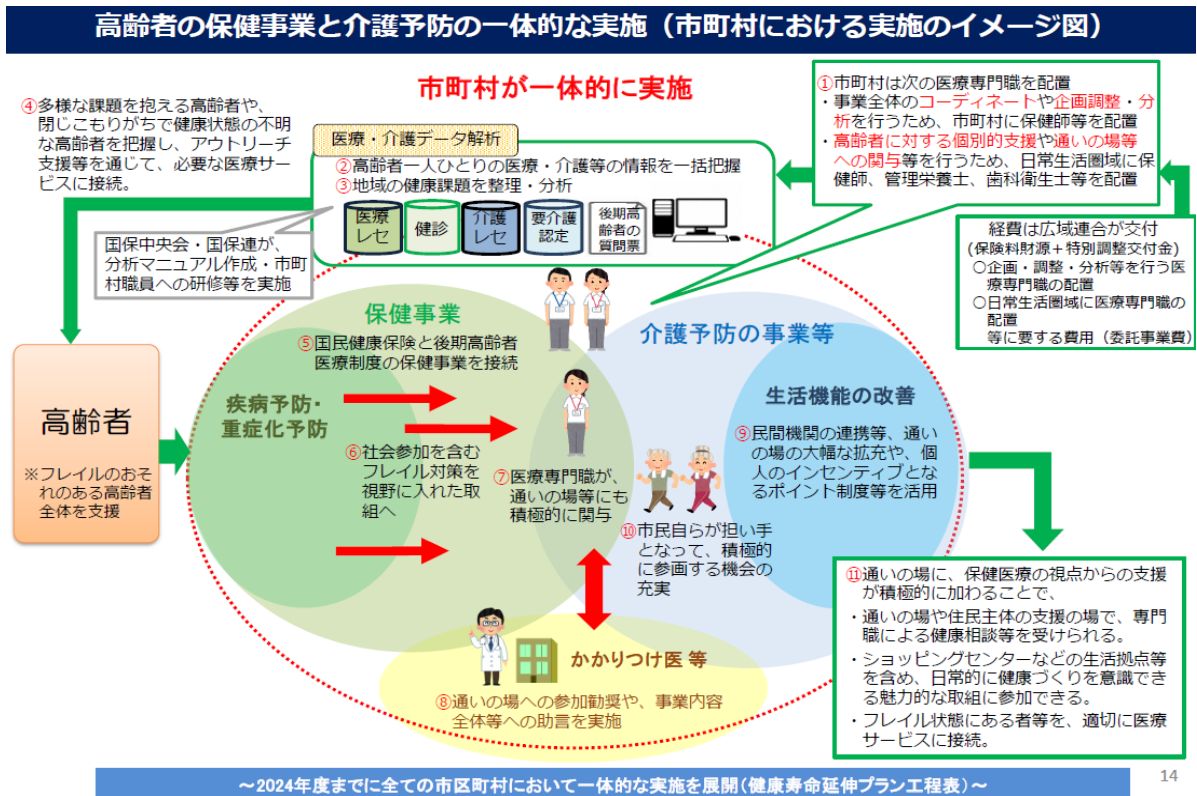 高齢者の保健事業と介護予防の一体的な実施（市町村における実施のイメージ図）
市町村が一体的に実施
①市町村は次の医療専門職を配置
・事業全体のコーディネートや企画調整・分
析を行うため、市町村に保健師等を配置
・高齢者に対する個別的支援や通いの場等
への関与等を行うため、日常生活圏域に保
健師、管理栄養士、歯科衛生士等を配置
④多様な課題を抱える高齢者や、
閉じこもりがちで健康状態の不明
な高齢者を把握し、アウトリーチ
支援等を通じて、必要な医療サー
ビスに接続。
医療・介護データ解析
②高齢者一人ひとりの医療・介護等の情報を一括把握
③地域の健康課題を整理・分析
医療
レセ
健診
介護
レセ
要介護
認定
後期高
齢者の
質問票
国保中央会・国保連が、
分析マニュアル作成・市町
村職員への研修等を実施
経費は広域連合が交付
(保険料財源＋特別調整交付金)
○企画・調整・分析等を行う医
療専門職の配置
○日常生活圏域に医療専門職の
配置
等に要する費用（委託事業費）
保健事業
介護予防の事業等
⑤国民健康保険と後期高齢者
医療制度の保健事業を接続
高齢者
※フレイルのおそ
れのある高齢者
全体を支援
疾病予防・
重症化予防
生活機能の改善
⑥社会参加を含む
フレイル対策を
視野に入れた取
組へ
⑦医療専門職が、
通いの場等にも
積極的に関与
⑨民間機関の連携等、通い
の場の大幅な拡充や、個
人のインセンティブとな
るポイント制度等を活用
⑩市民自らが担い手
となって、積極的
に参画する機会の
充実
かかりつけ医 等
⑧通いの場への参加勧奨や、事業内容
全体等への助言を実施
⑪通いの場に、保健医療の視点からの支援
が積極的に加わることで、
・通いの場や住民主体の支援の場で、専門
職による健康相談等を受けられる。
・ショッピングセンターなどの生活拠点等
を含め、日常的に健康づくりを意識でき
る魅力的な取組に参加できる。
・フレイル状態にある者等を、適切に医療
サービスに接続。
～2024年度までに全ての市区町村において一体的な実施を展開（健康寿命延伸プラン工程表）～
14